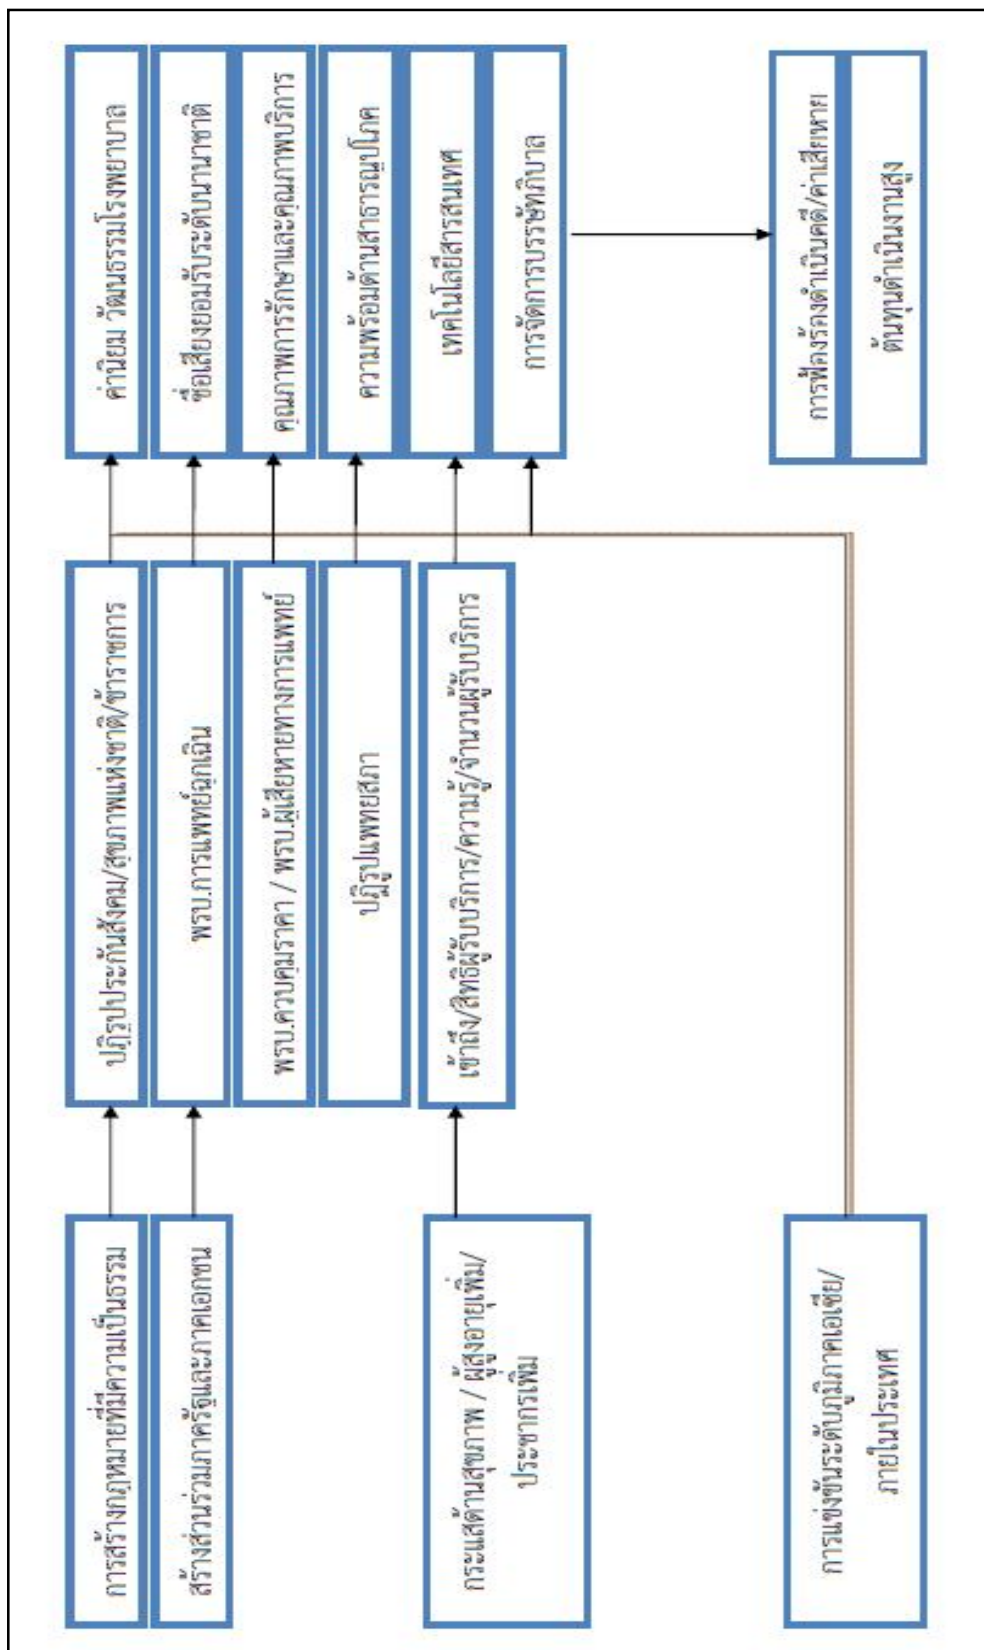 การสร้างกฎหมายที่มีความเป็นธรรม
สร้างส่วนร่วมภาครัฐและภาคเอกชน
กระแสด้านสุขภาพ / ผู้สูงอายุเพิ่ม/
ประชากรเพิ่ม
การแข่งขันระดับภูมิภาคเอเชีย/
ภายในประเทศ
ปฏิรูปประกันสังคม/สุขภาพแห่งชาติ/ข้าราชการ
พรบ.การแพทย์ฉุกเฉิน
พรบ.ควบคุมราคา / พรบ.ผู้เสียหายทางการแพทย์
ปฏิรูปแพทยสภา
เข้าถึง/สิทธิผู้รับบริการ/ความรู้/จำนวนผู้รับบริการ
ค่านิยม วัฒนธรรมโรงพยาบาล
ชื่อเสียงยอมรับระดับนานาชาติ
คุณภาพการรักษาและคุณภาพบริการ
ความพร้อมด้านสาธารณูปโภค
เทคโนโลยีสารสนเทศ
การจัดการบรรษัทภิบาล
การฟ้องร้องดำเนินคดี/ค่าเสียหาย
ต้นทุนดำเนินงานสูง